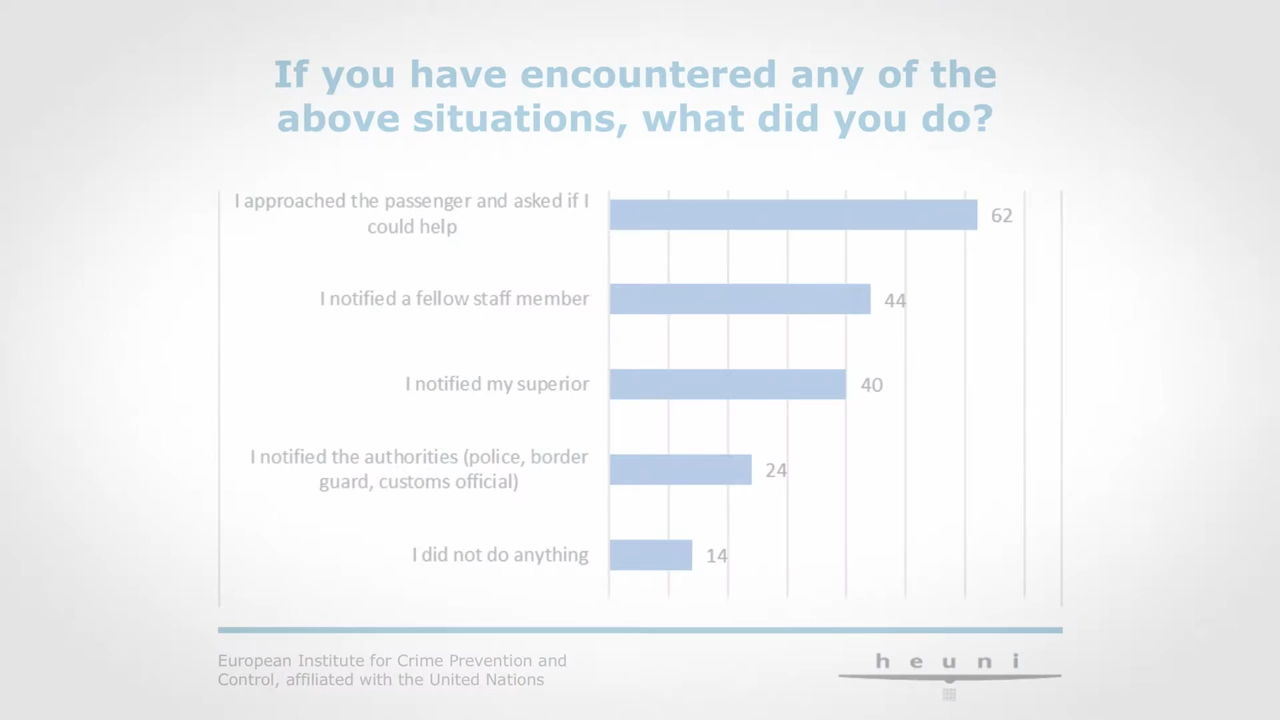 If you have encountered any of the
above situations, what did you do?
I approached the passenger and asked if I
could help
62
I notified a fellow staff member
44
I notified my superior
40
I notified the authorities (police, border
guard, customs official)
24
I did not do anything
14
European Institute for Crime Prevention and
Control, affiliated with the United Nations
heuni